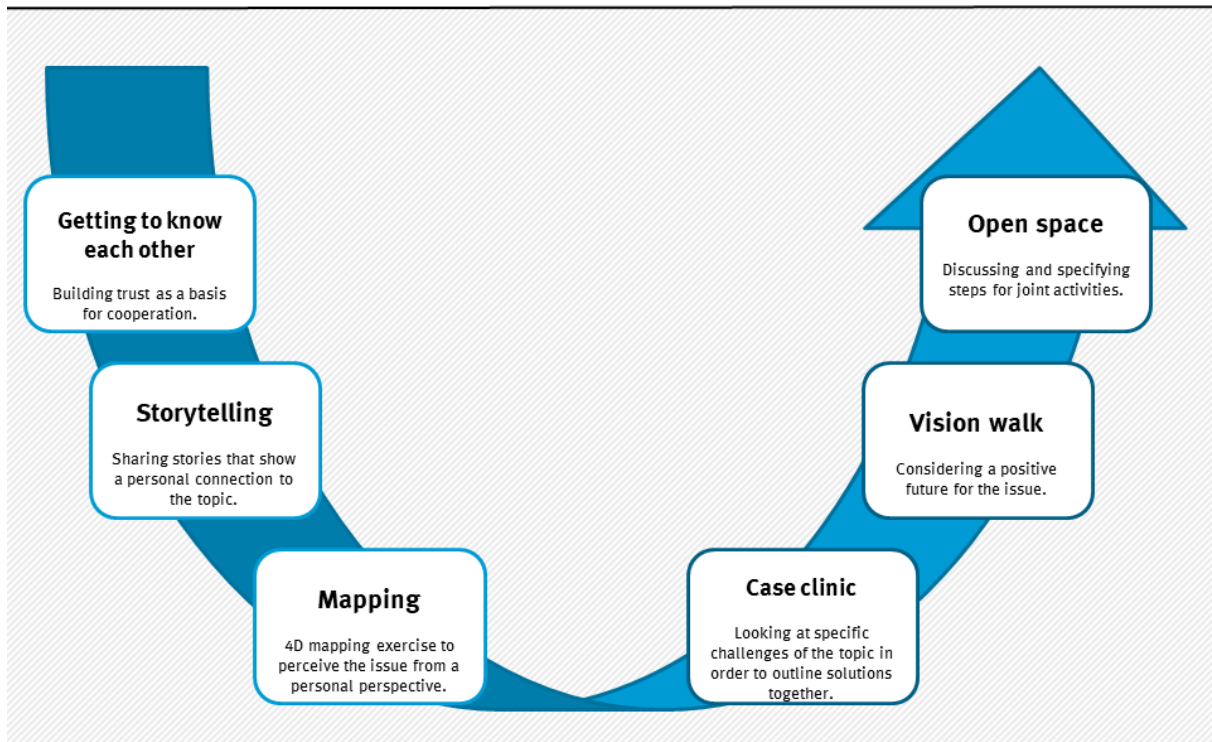 Getting to know
each other
Building trust as a basis
for cooperation.
Storytelling
Sharing stories that show
a personal connection to
the topic.
Mapping
4D mapping exercise to
perceive the issue from a
personal perspective.
Case clinic
Looking at specific
challenges of the topic in
order to outline solutions
together.
Vision walk
Considering a positive
future for the issue.
Open space
Discussing and specifying
steps for joint activities.